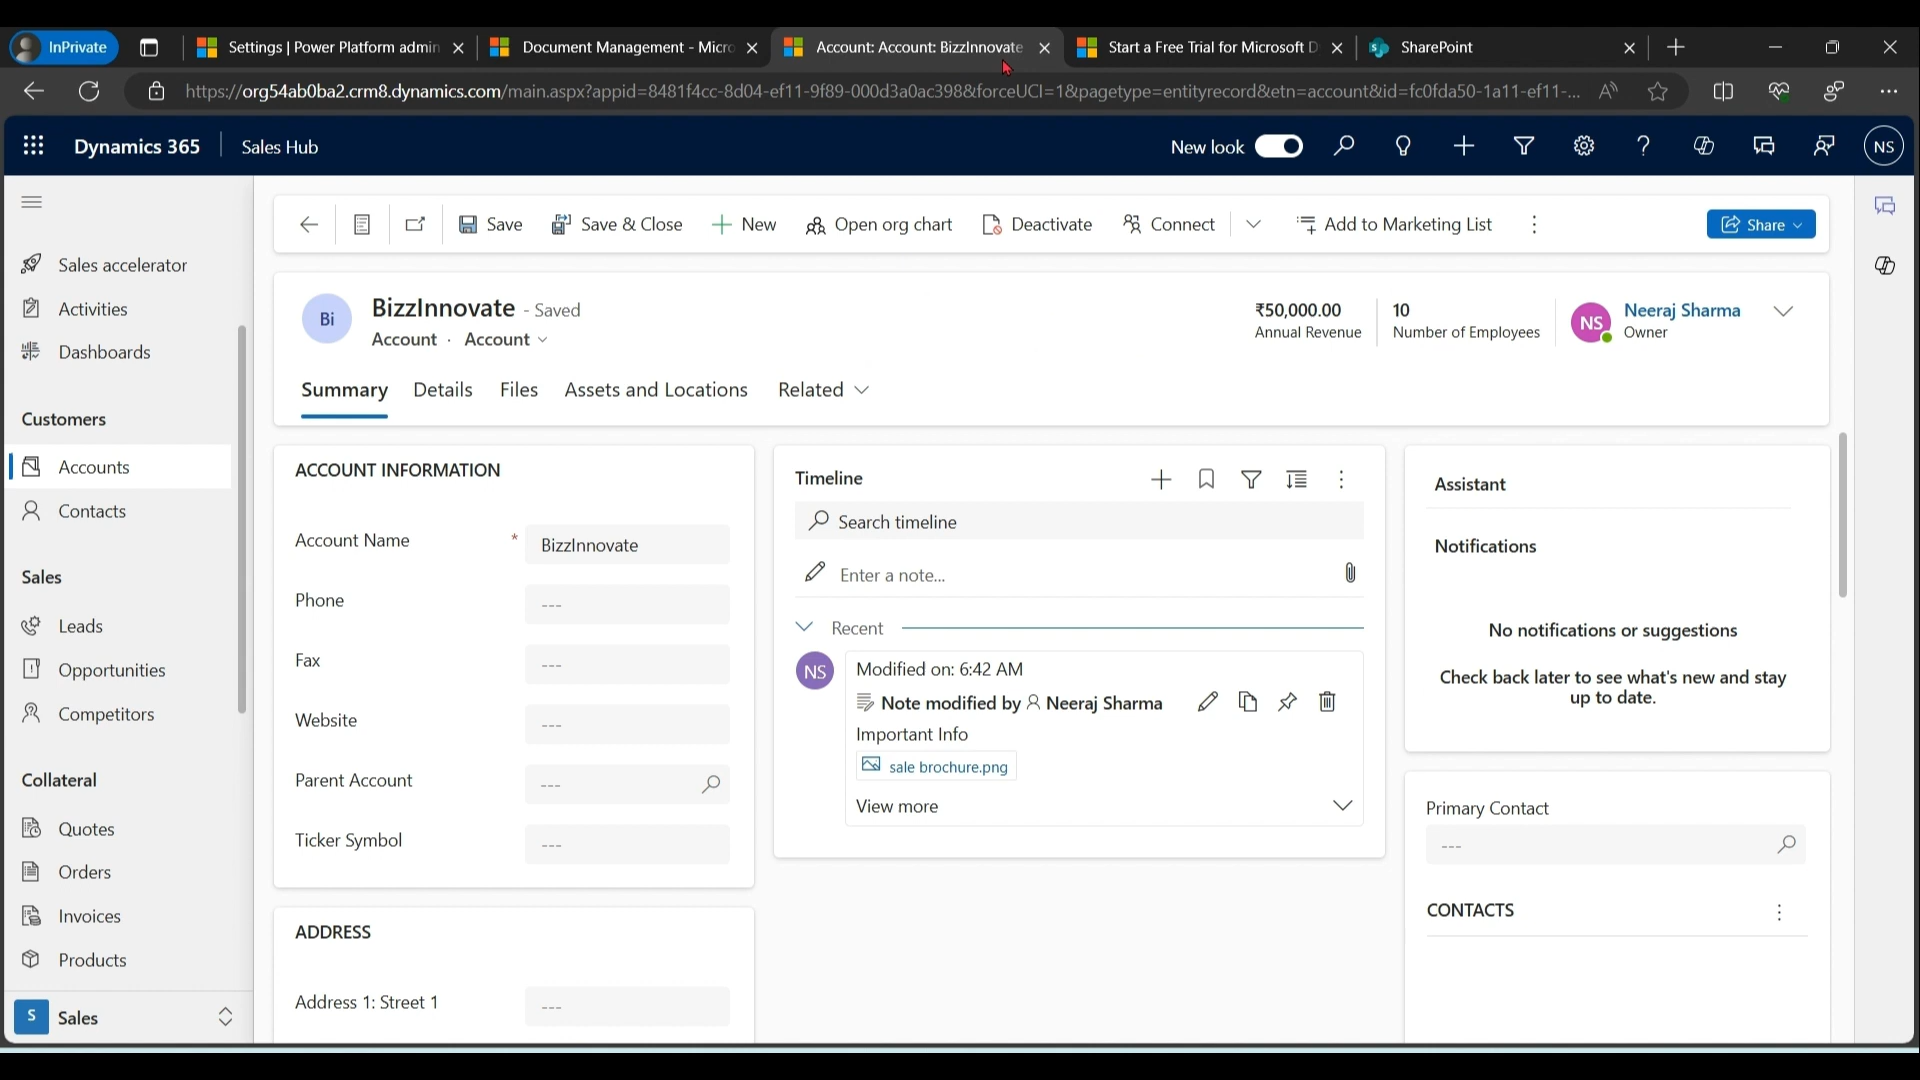 InPrivate
Settings | Power Platform admin
Document Management - Micro
Account: Account: BizzInnovate
Start a Free Trial for Microsoft D
SharePoint
https://org54ab0ba2.crm8.dynamics.com/main.aspx?appid=8481f4cc-8d04-ef11-9f89-000d3a0ac398&forceUCI=1&pagetype=entityrecord&etn=account&id=fc0fda50-1a11-ef11-...
Dynamics 365
Sales Hub
New look
NS
Save
Save & Close
New
Open org chart
Deactivate
Connect
Add to Marketing List
Share
Sales accelerator
Activities
Dashboards
Customers
Accounts
Contacts
Sales
Leads
Opportunities
Competitors
Collateral
Quotes
Orders
Invoices
Products
S Sales
Bi
BizzInnovate - Saved
Account · Account
₹50,000.00
Annual Revenue
10
Number of Employees
NS
Neeraj Sharma
Owner
Summary
Details
Files
Assets and Locations
Related
ACCOUNT INFORMATION
Account Name * BizzInnovate
Phone ---
Fax ---
Website ---
Parent Account ---
Ticker Symbol ---
ADDRESS
Address 1: Street 1 ---
Timeline
Search timeline
Enter a note...
Recent
NS
Modified on: 6:42 AM
Note modified by Neeraj Sharma
Important Info
sale brochure.png
View more
Assistant
Notifications
No notifications or suggestions
Check back later to see what's new and stay
up to date.
Primary Contact
---
CONTACTS